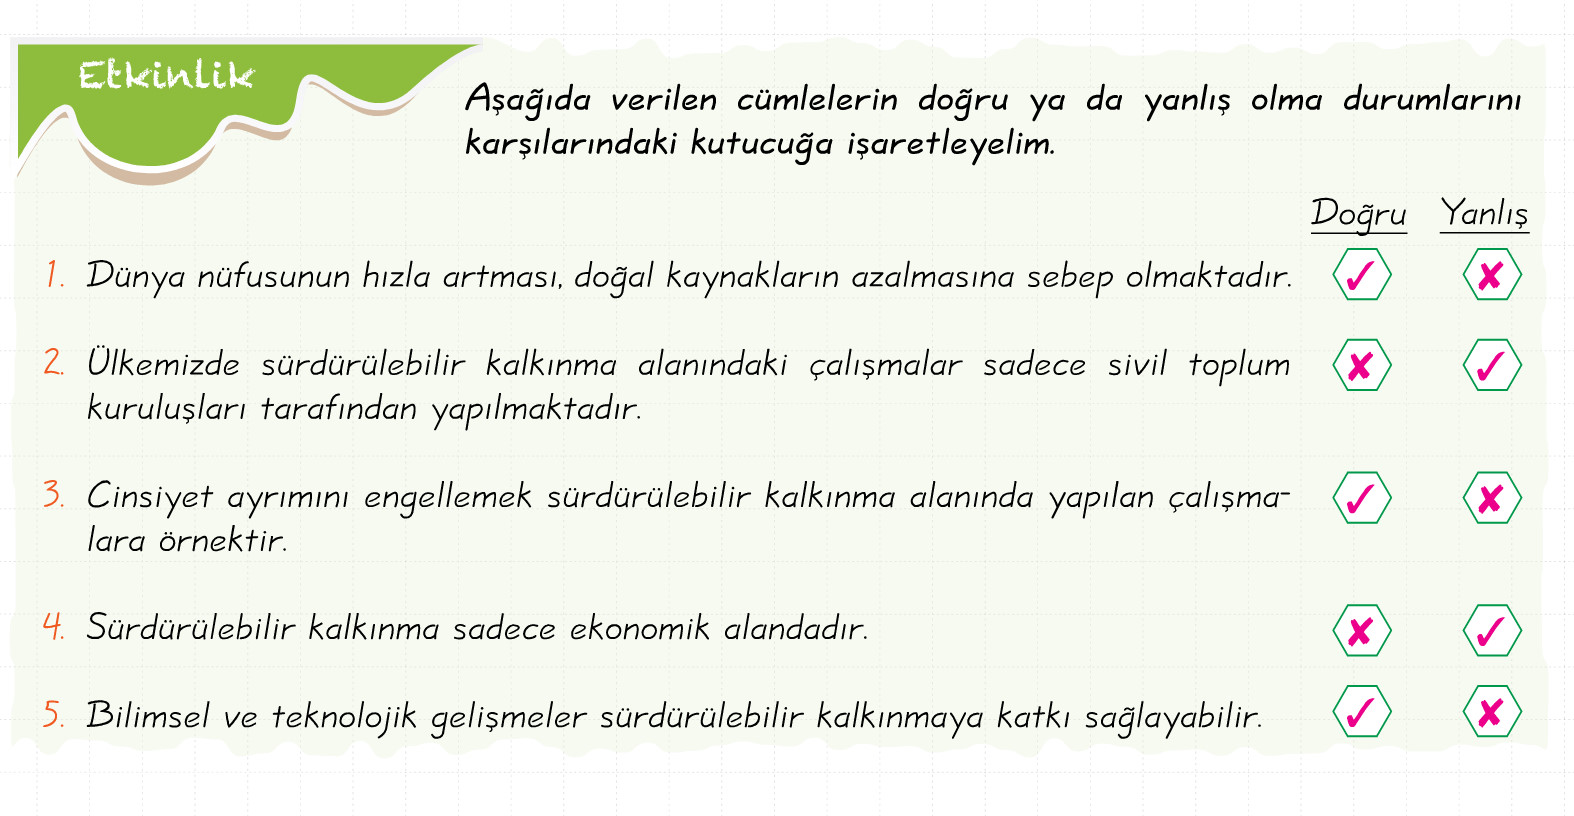 Etkinlik
Aşağıda verilen cümlelerin doğru ya da yanlış olma durumlarını
karşılarındaki kutucuğa işaretleyelim.
Doğru Yanlış
1. Dünya nüfusunun hızla artması, doğal kaynakların azalmasına sebep olmaktadır. ✓ ✘
2. Ülkemizde sürdürülebilir kalkınma alanındaki çalışmalar sadece sivil toplum ✘ ✓
kuruluşları tarafından yapılmaktadır.
3. Cinsiyet ayrımını engellemek sürdürülebilir kalkınma alanında yapılan çalışma- ✓ ✘
lara örnektir.
4. Sürdürülebilir kalkınma sadece ekonomik alandadır. ✘ ✓
5. Bilimsel ve teknolojik gelişmeler sürdürülebilir kalkınmaya katkı sağlayabilir. ✓ ✘